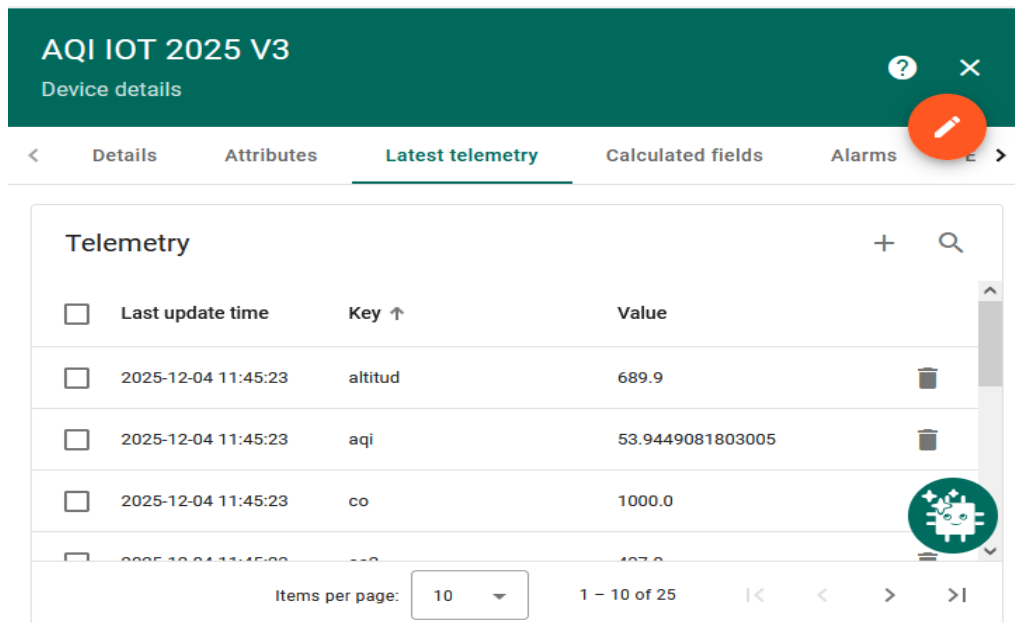 AQI IOT 2025 V3
Device details
?
Details Attributes Latest telemetry Calculated fields Alarms E
Telemetry
Last update time Key Value
2025-12-04 11:45:23 altitud 689.9
2025-12-04 11:45:23 aqi 53.9449081803005
2025-12-04 11:45:23 co 1000.0
Items per page: 10 1 – 10 of 25